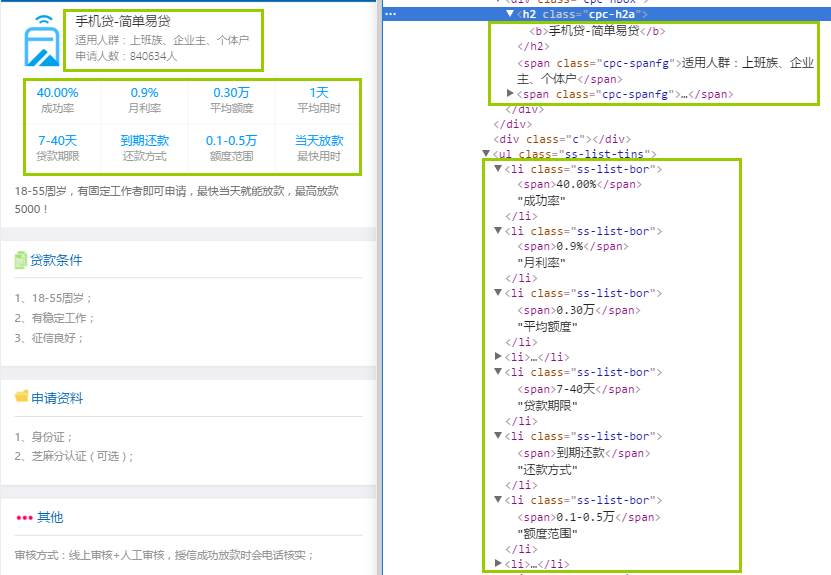 手机贷-简单易贷
适用人群：上班族、企业主、个体户
申请人数：840634人
40.00% 0.9% 0.30万 1天
成功率 月利率 平均额度 平均用时
7-40天 到期还款 0.1-0.5万 当天放款
贷款期限 还款方式 额度范围 最快用时
18-55周岁，有固定工作者即可申请，最快当天就能放款，最高放款
5000！
贷款条件
1、18-55周岁；
2、有稳定工作；
3、征信良好；
申请资料
1、身份证；
2、芝麻分认证（可选）；
其他
审核方式：线上审核+人工审核，授信成功放款时会电话核实；
<div class="cpc-hbox">
<h2 class="cpc-h2a">
<b>手机贷-简单易贷</b>
</h2>
<span class="cpc-spanfg">适用人群：上班族、企业
主、个体户</span>
<span class="cpc-spanfg">…</span>
</div>
</div>
<div class="c"></div>
<ul class="ss-list-tins">
<li class="ss-list-bor">
<span>40.00%</span>
"成功率"
</li>
<li class="ss-list-bor">
<span>0.9%</span>
"月利率"
</li>
<li class="ss-list-bor">
<span>0.30万</span>
"平均额度"
</li>
<li>…</li>
<li class="ss-list-bor">
<span>7-40天</span>
"贷款期限"
</li>
<li class="ss-list-bor">
<span>到期还款</span>
"还款方式"
</li>
<li class="ss-list-bor">
<span>0.1-0.5万</span>
"额度范围"
</li>
<li>…</li>